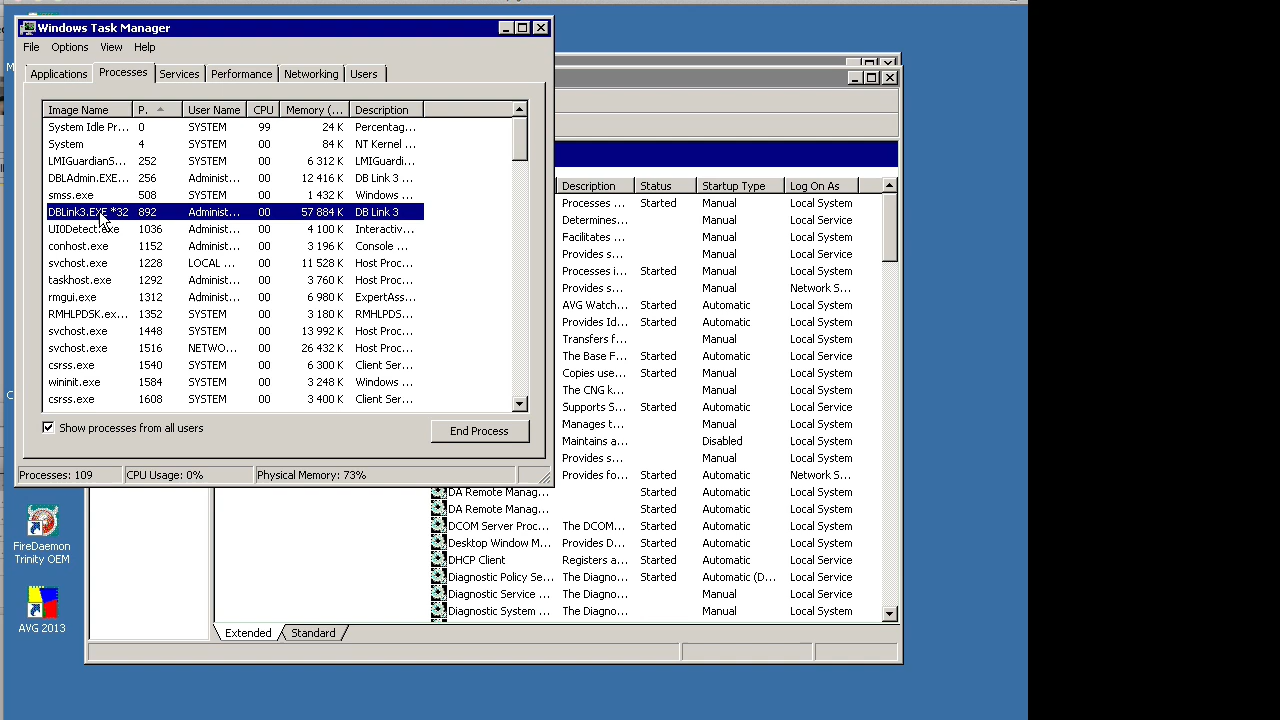 Windows Task Manager
File Options View Help
Applications Processes Services Performance Networking Users
Image Name P. User Name CPU Memory (... Description
System Idle Pr... 0 SYSTEM 99 24 K Percentag...
System 4 SYSTEM 00 84 K NT Kernel ...
LMIGuardianS... 252 SYSTEM 00 6 312 K LMIGuardi...
DBLAdmin.EXE... 256 SYSTEM 00 12 416 K DB Link 3 ...
smss.exe 508 SYSTEM 00 1 432 K Windows ...
DBLink3.EXE *32 892 Administ... 00 57 884 K DB Link 3
UI0Detect.exe 1036 Administ... 00 4 100 K Interactiv...
conhost.exe 1152 Administ... 00 3 196 K Console ...
svchost.exe 1228 LOCAL ... 00 11 528 K Host Proc...
taskhost.exe 1292 Administ... 00 3 760 K Host Proc...
rmgui.exe 1312 Administ... 00 6 980 K ExpertAss...
RMHLPDSK.ex... 1352 SYSTEM 00 3 180 K RMHLPDS...
svchost.exe 1448 SYSTEM 00 13 992 K Host Proc...
svchost.exe 1516 NETWO... 00 26 432 K Host Proc...
csrss.exe 1540 SYSTEM 00 6 300 K Client Ser...
wininit.exe 1584 SYSTEM 00 3 248 K Windows ...
csrss.exe 1608 SYSTEM 00 3 400 K Client Ser...
Show processes from all users
End Process
Processes: 109 CPU Usage: 0% Physical Memory: 73%
Description Status Startup Type Log On As
Processes ... Started Manual Local System
Determines... Manual Local Service
Facilitates ... Manual Local System
Provides s... Manual Local Service
Processes i... Started Manual Local System
Provides s... Manual Network S...
AVG Watch... Started Automatic Local System
Provides Id... Started Automatic Local System
Transfers f... Manual Local System
The Base F... Started Automatic Local Service
Copies use... Started Manual Local System
The CNG k... Manual Local System
Supports S... Started Automatic Local System
Manages t... Manual Local System
Maintains a... Disabled Local System
Provides s... Manual Local System
Provides fo... Started Automatic Network S...
DA Remote Manag... Started Automatic Local System
DA Remote Manag... Started Automatic Local System
DCOM Server Proc... The DCOM... Started Automatic Local System
Desktop Window M... Provides D... Started Automatic Local System
DHCP Client Registers a... Started Automatic Local Service
Diagnostic Policy Se... The Diagno... Started Automatic (D... Local Service
Diagnostic Service ... The Diagno... Manual Local Service
Diagnostic System ... The Diagno... Manual Local System
Extended Standard
FireDaemon
Trinity OEM
AVG 2013